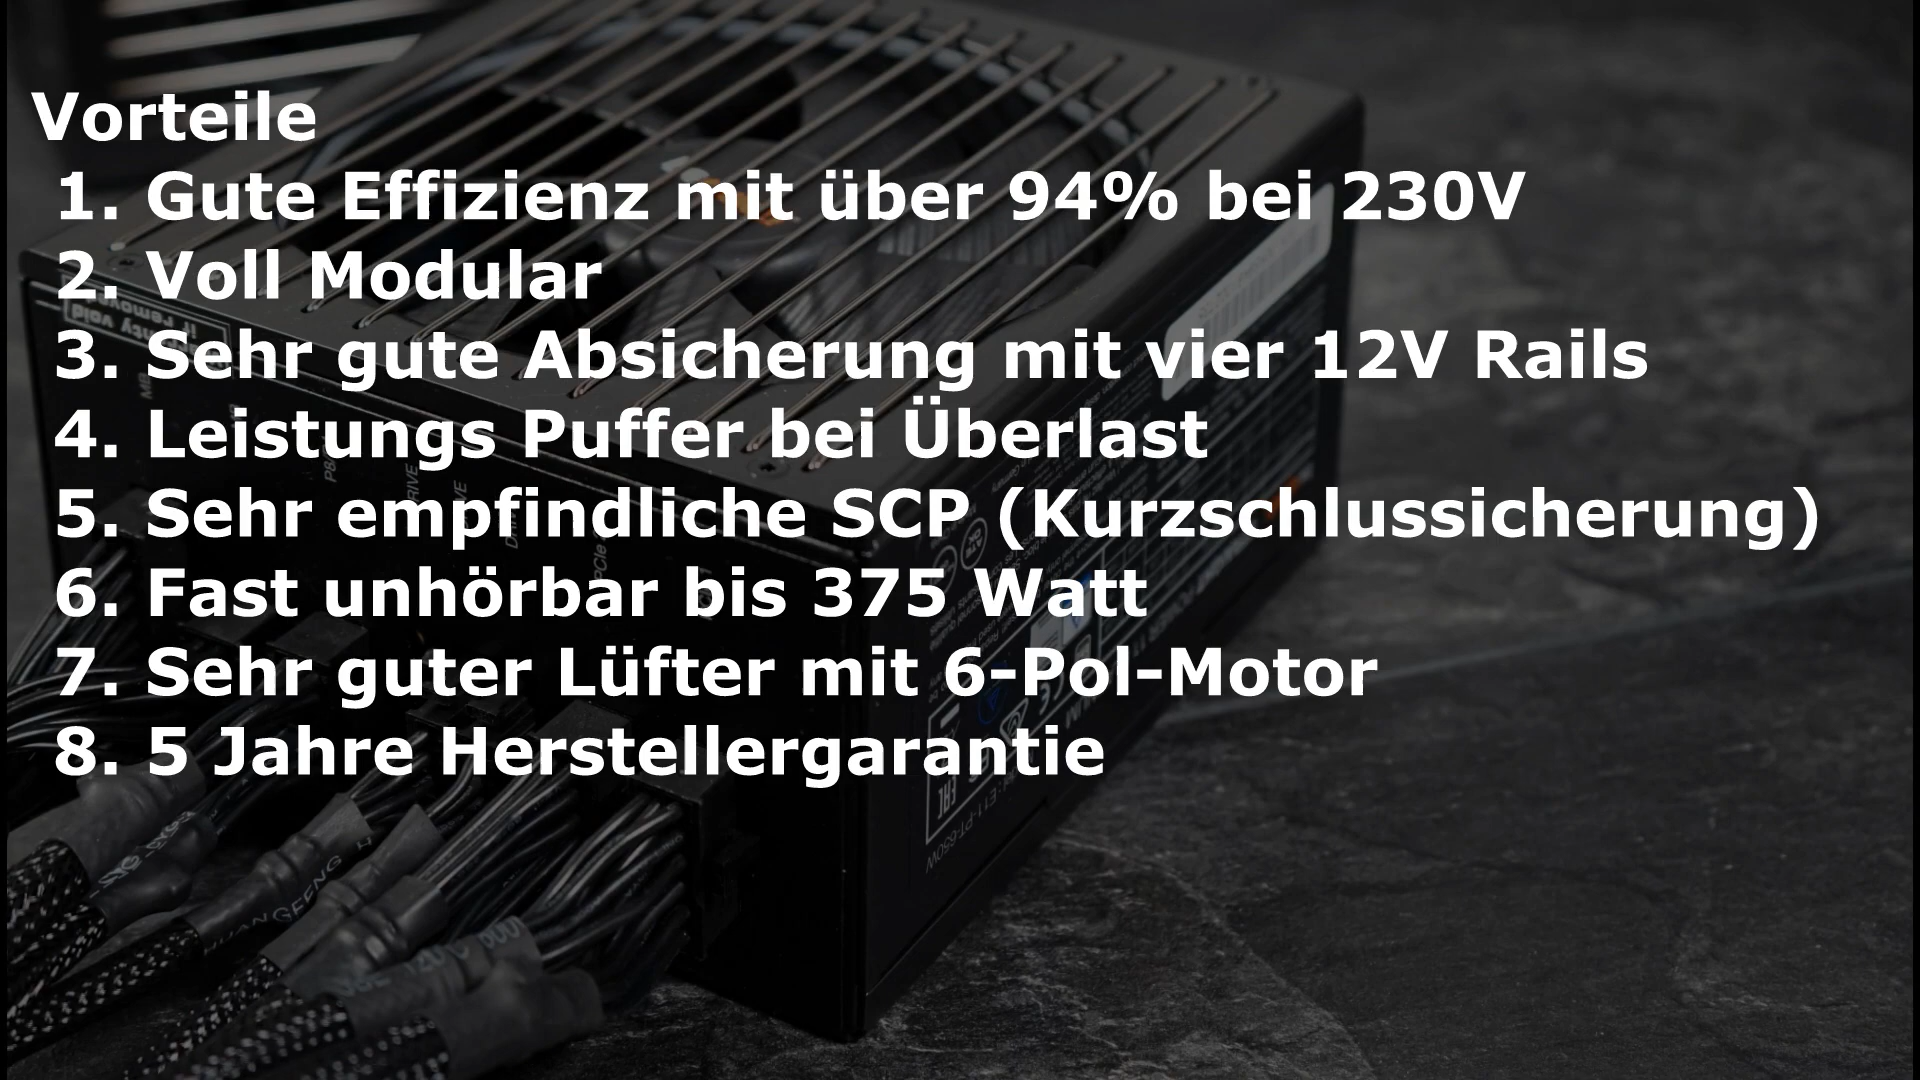 Vorteile
1. Gute Effizienz mit über 94% bei 230V
2. Voll Modular
3. Sehr gute Absicherung mit vier 12V Rails
4. Leistungs Puffer bei Überlast
5. Sehr empfindliche SCP (Kurzschlussicherung)
6. Fast unhörbar bis 375 Watt
7. Sehr guter Lüfter mit 6-Pol-Motor
8. 5 Jahre Herstellergarantie